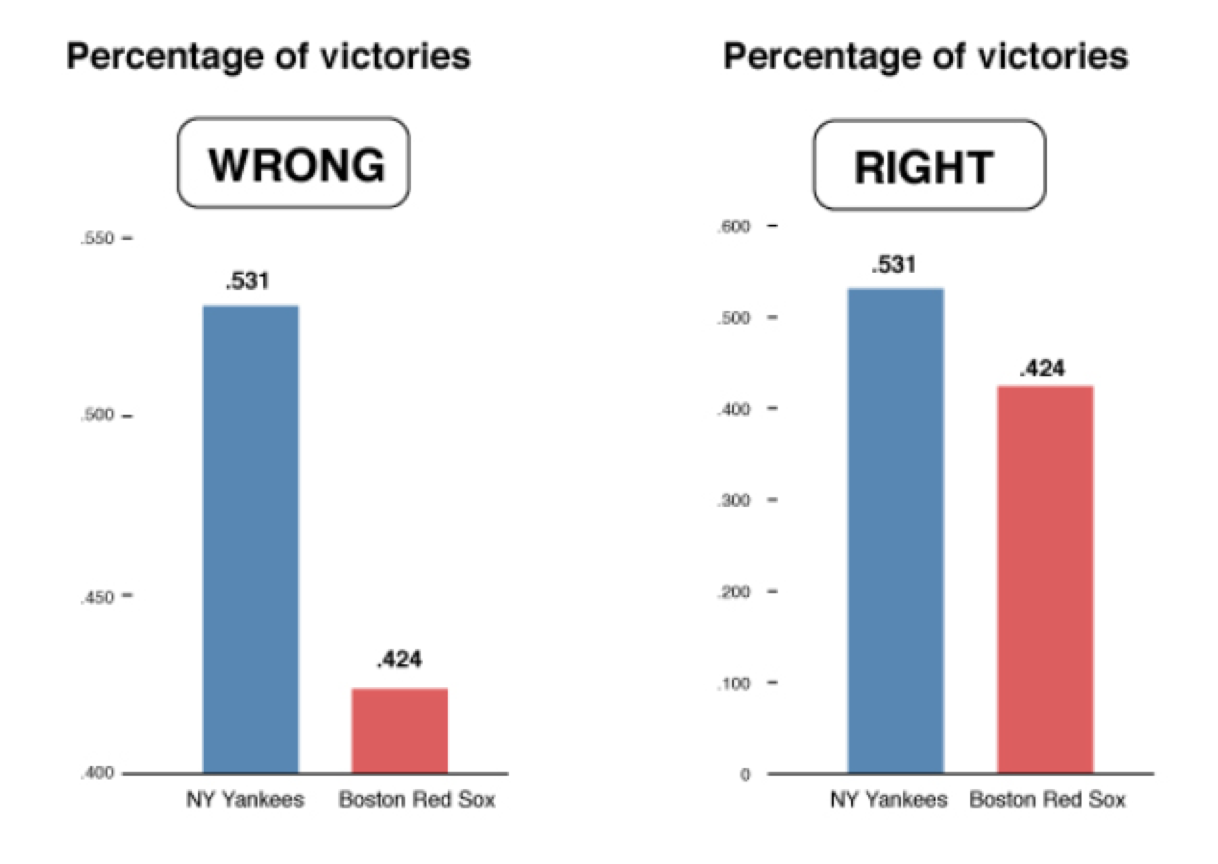 Percentage of victories
WRONG
.550
.531
.500
.450
.424
.400
NY Yankees Boston Red Sox
Percentage of victories
RIGHT
.600
.531
.500
.424
.400
.300
.200
.100
0
NY Yankees Boston Red Sox